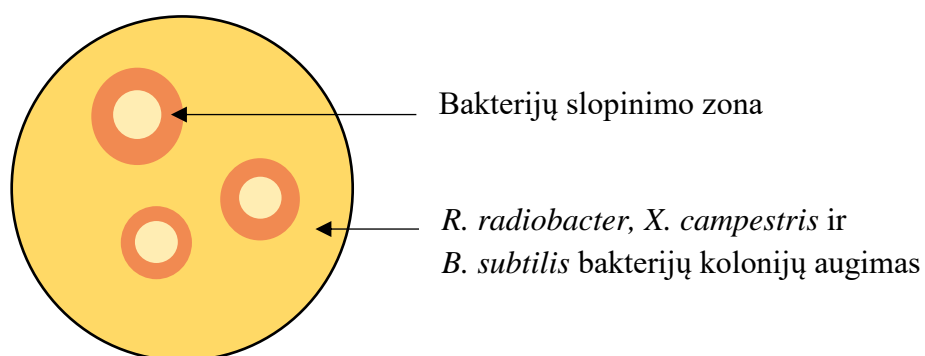 Bakterijų slopinimo zona
R. radiobacter, X. campestris ir
B. subtilis bakterijų kolonijų augimas